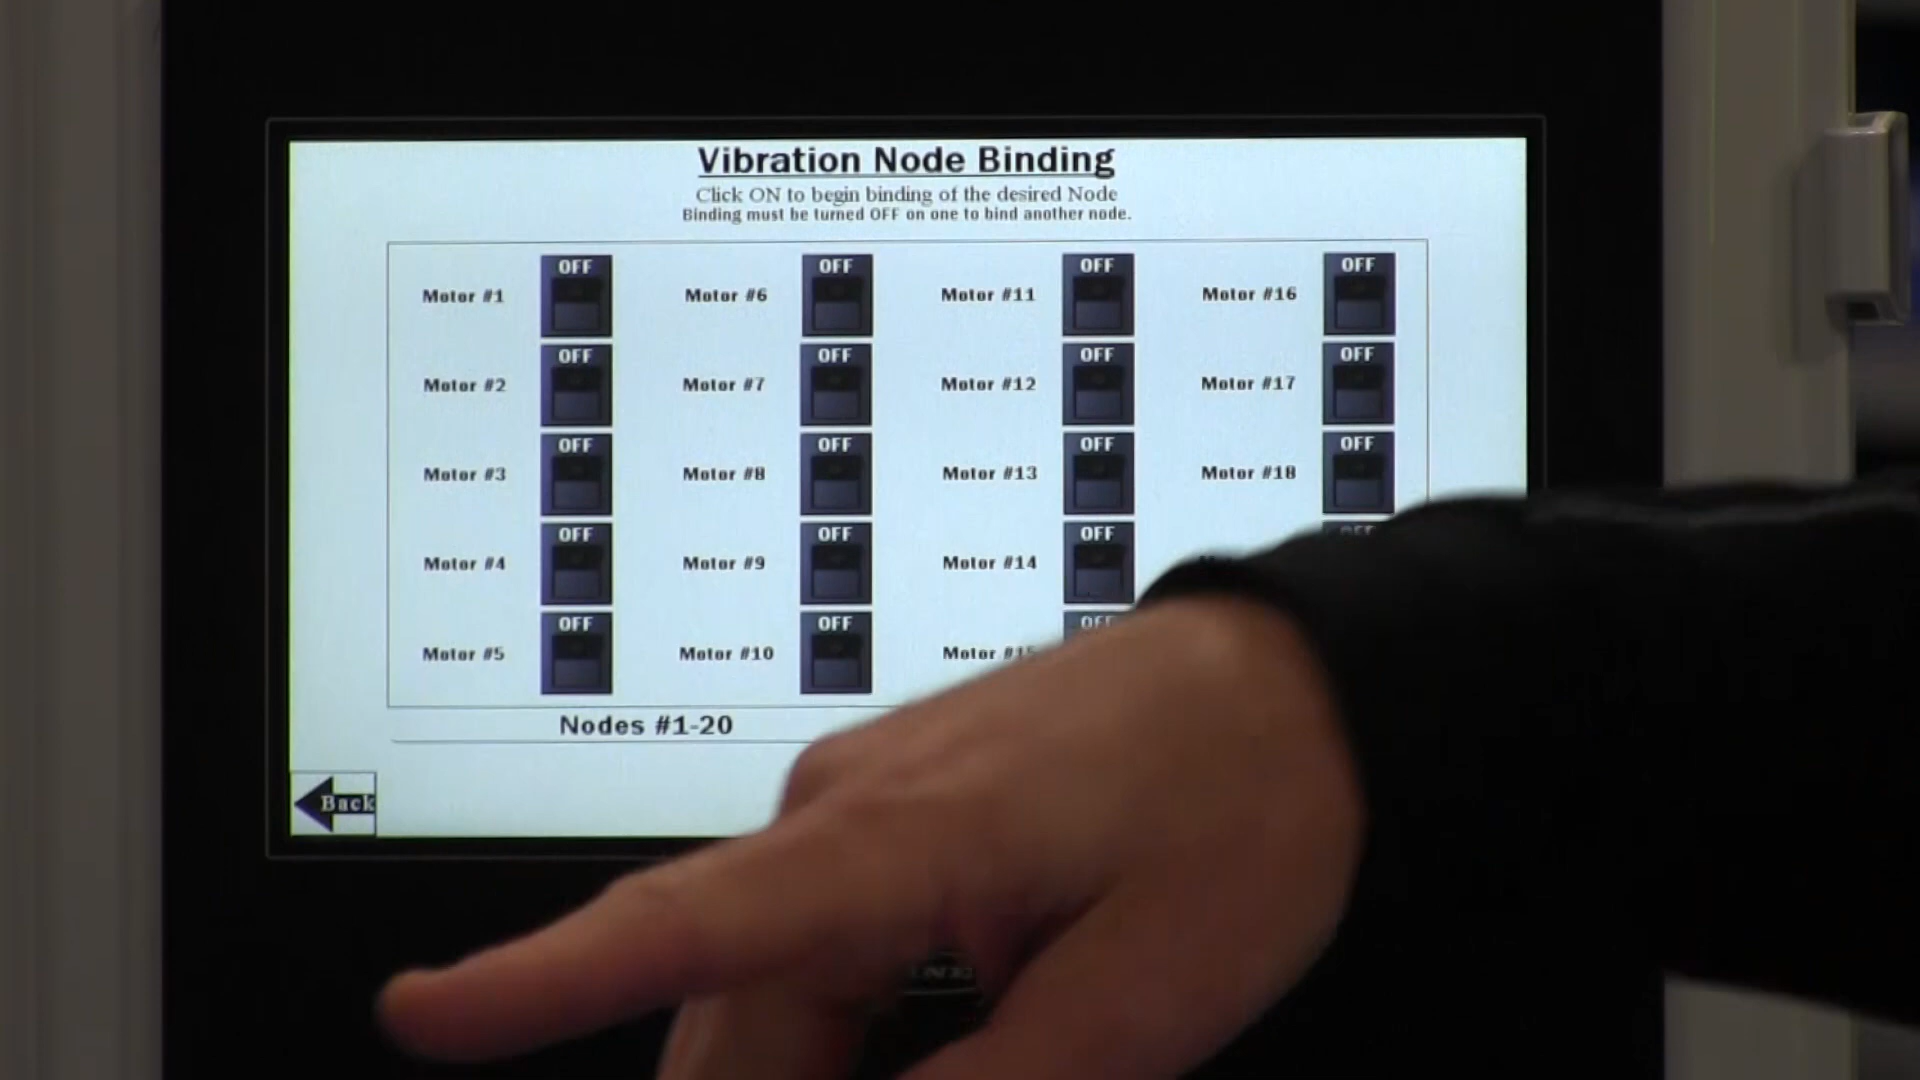 Vibration Node Binding
Click ON to begin binding of the desired Node
Binding must be turned OFF on one to bind another node.
Motor #1 OFF Motor #6 OFF Motor #11 OFF Motor #16 OFF
Motor #2 OFF Motor #7 OFF Motor #12 OFF Motor #17 OFF
Motor #3 OFF Motor #8 OFF Motor #13 OFF Motor #18 OFF
Motor #4 OFF Motor #9 OFF Motor #14 OFF OFF
Motor #5 OFF Motor #10 OFF Motor #15 OFF
Nodes #1-20
Back